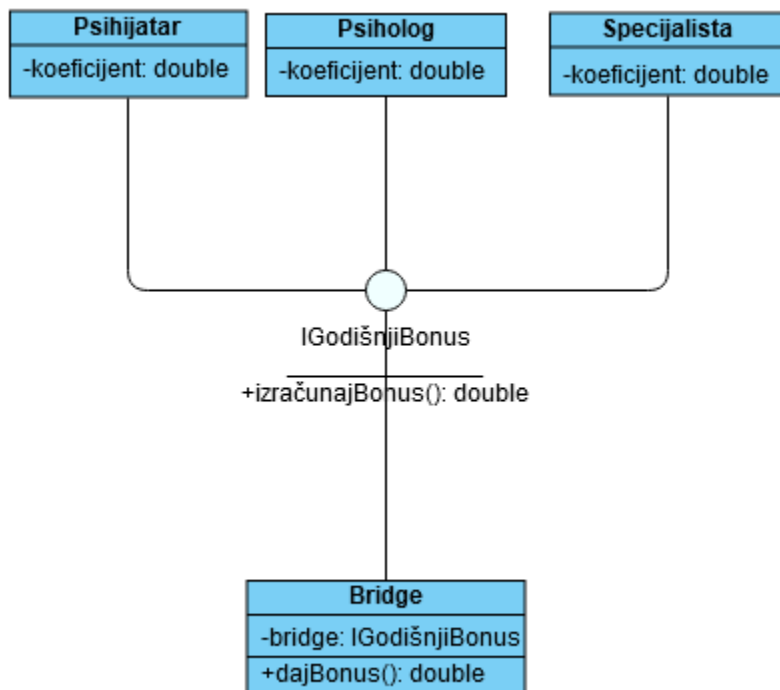 Psihijatar
-koeficijent: double
Psiholog
-koeficijent: double
Specijalista
-koeficijent: double
IGodišnjiBonus
+izračunajBonus(): double
Bridge
-bridge: IGodišnjiBonus
+dajBonus(): double